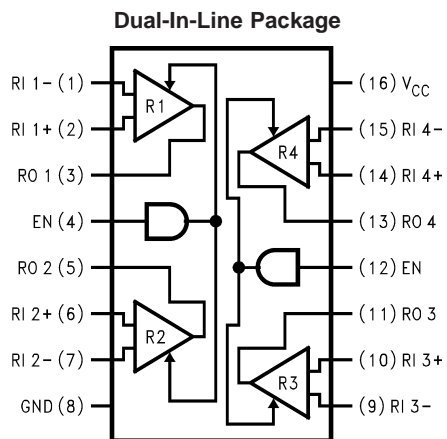 Dual-In-Line Package
RI 1- (1)
RI 1+ (2)
RO 1 (3)
EN (4)
RO 2 (5)
RI 2+ (6)
RI 2- (7)
GND (8)
R1
R2
R4
R3
(16) VCC
(15) RI 4-
(14) RI 4+
(13) RO 4
(12) EN
(11) RO 3
(10) RI 3+
(9) RI 3-